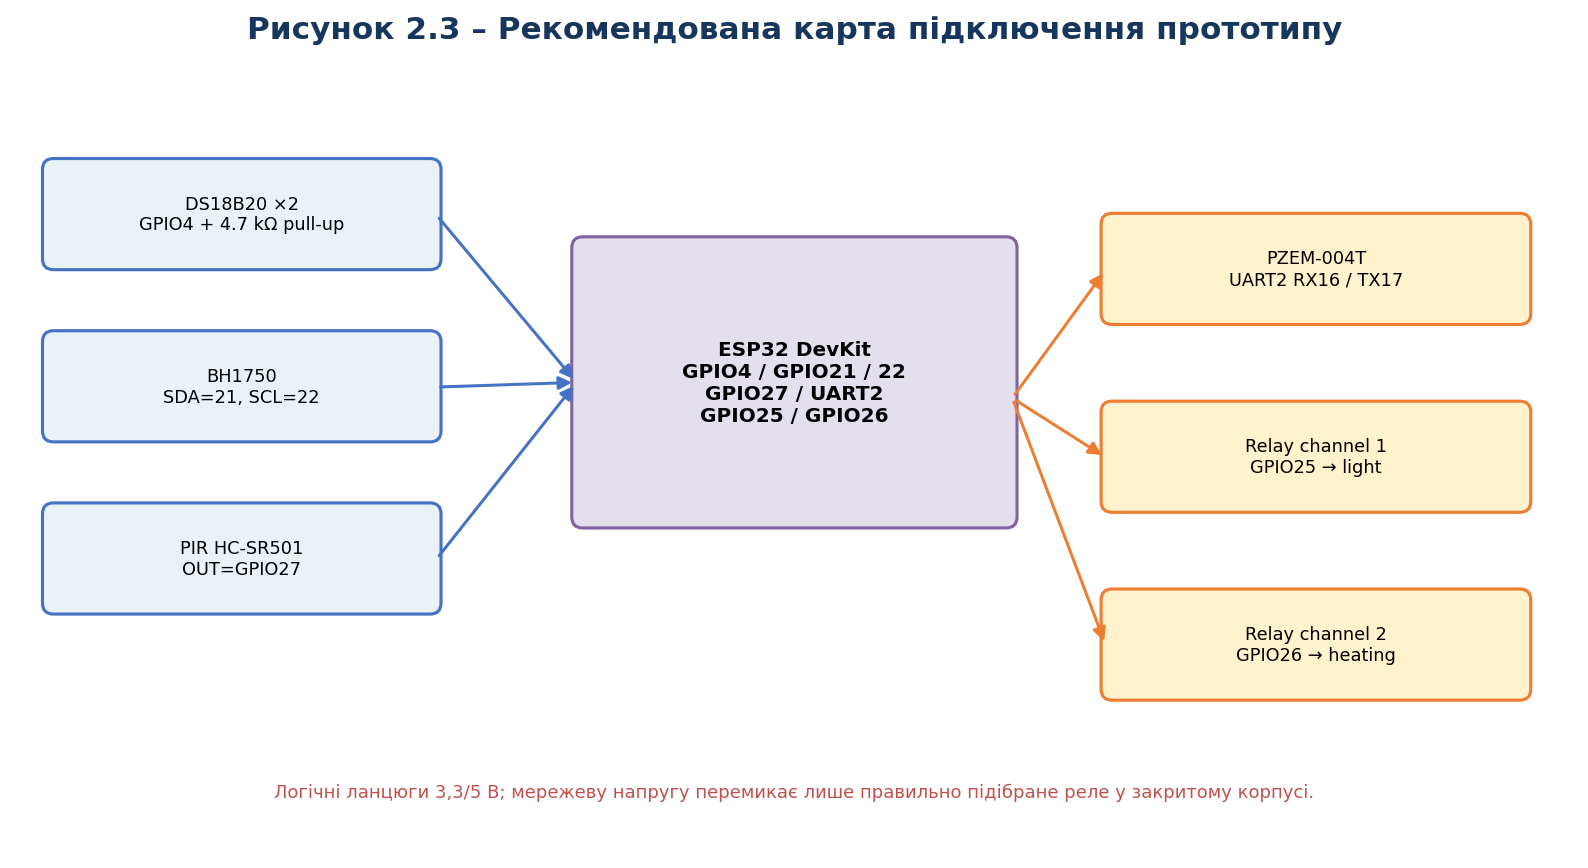 Рисунок 2.3 – Рекомендована карта підключення прототипу
DS18B20 ×2
GPIO4 + 4.7 kΩ pull-up
BH1750
SDA=21, SCL=22
PIR HC-SR501
OUT=GPIO27
ESP32 DevKit
GPIO4 / GPIO21 / 22
GPIO27 / UART2
GPIO25 / GPIO26
PZEM-004T
UART2 RX16 / TX17
Relay channel 1
GPIO25 → light
Relay channel 2
GPIO26 → heating
Логічні ланцюги 3,3/5 В; мережеву напругу перемикає лише правильно підібране реле у закритому корпусі.